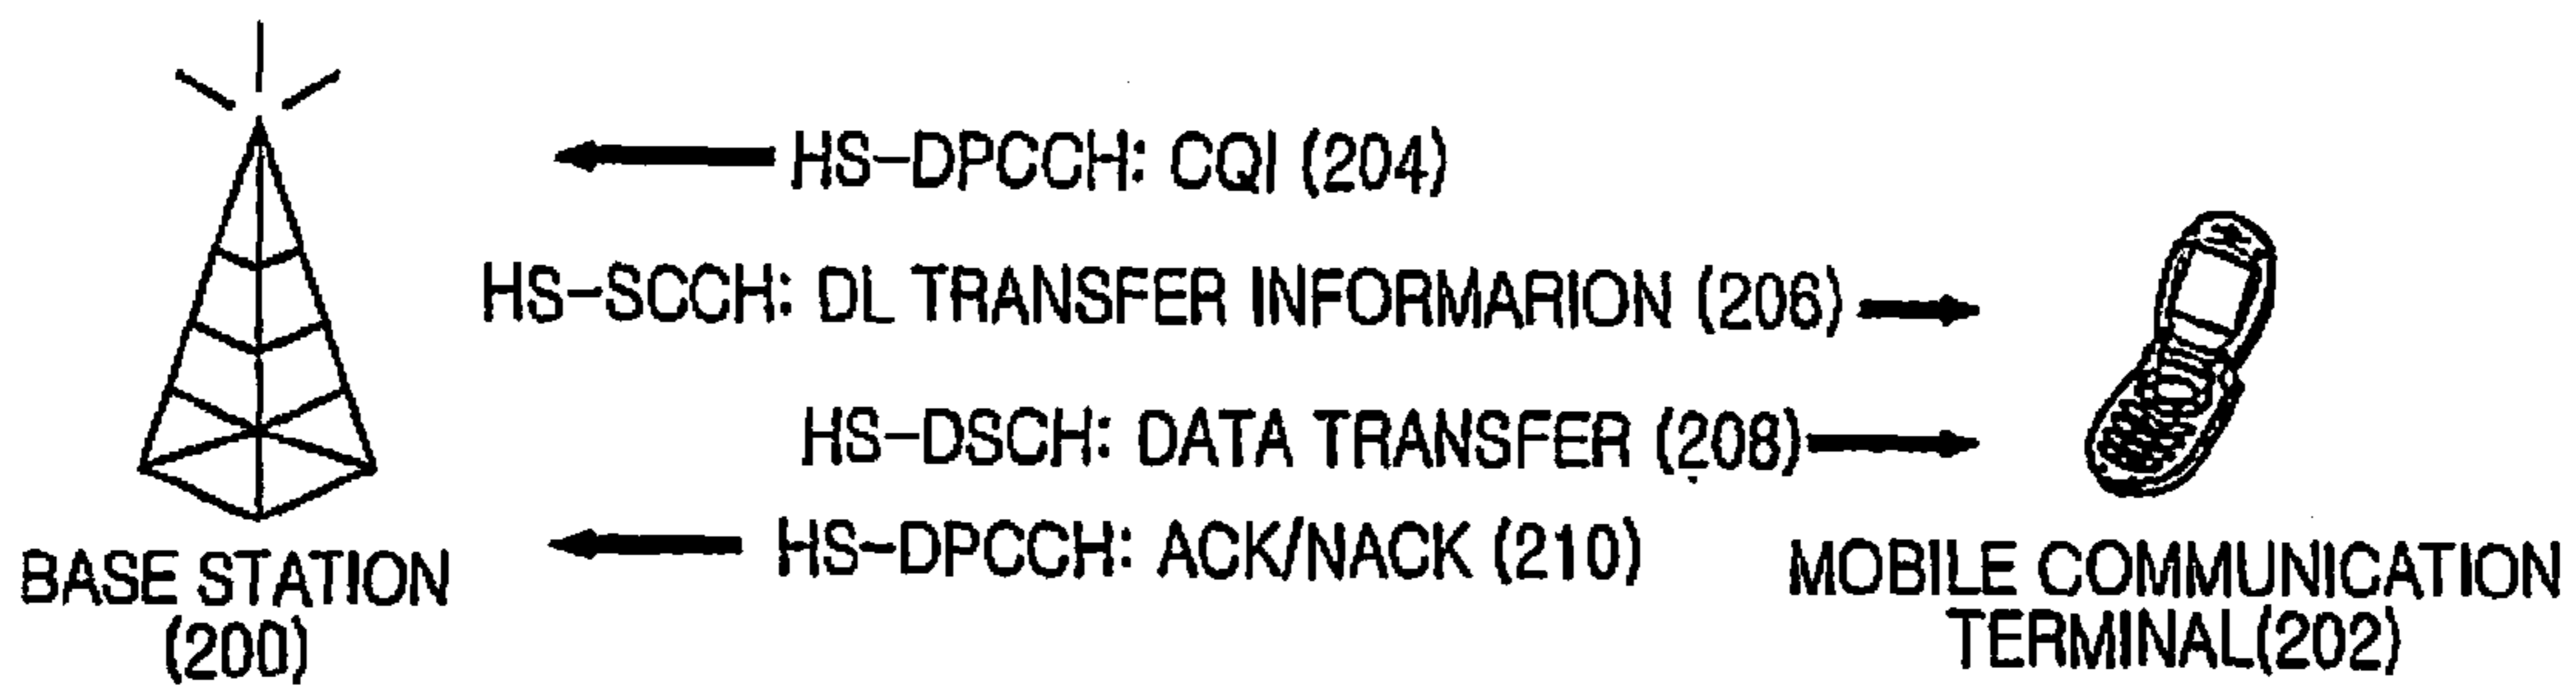 HS-DPCCH: CQI (204)
HS-SCCH: DL TRANSFER INFORMARION (206)
HS-DSCH: DATA TRANSFER (208)
HS-DPCCH: ACK/NACK (210)
BASE STATION
(200)
MOBILE COMMUNICATION
TERMINAL(202)